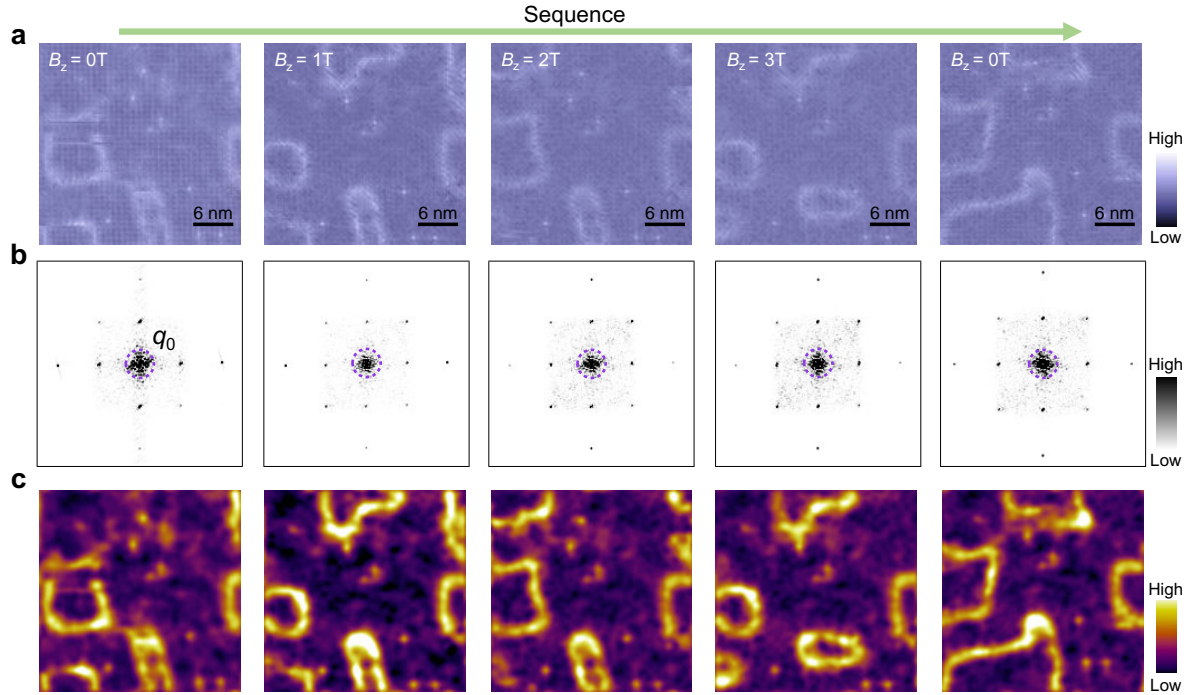 Sequence
a
B_z = 0T
B_z = 1T
B_z = 2T
B_z = 3T
B_z = 0T
High
Low
6 nm
6 nm
6 nm
6 nm
6 nm
b
q_0
High
Low
c
High
Low